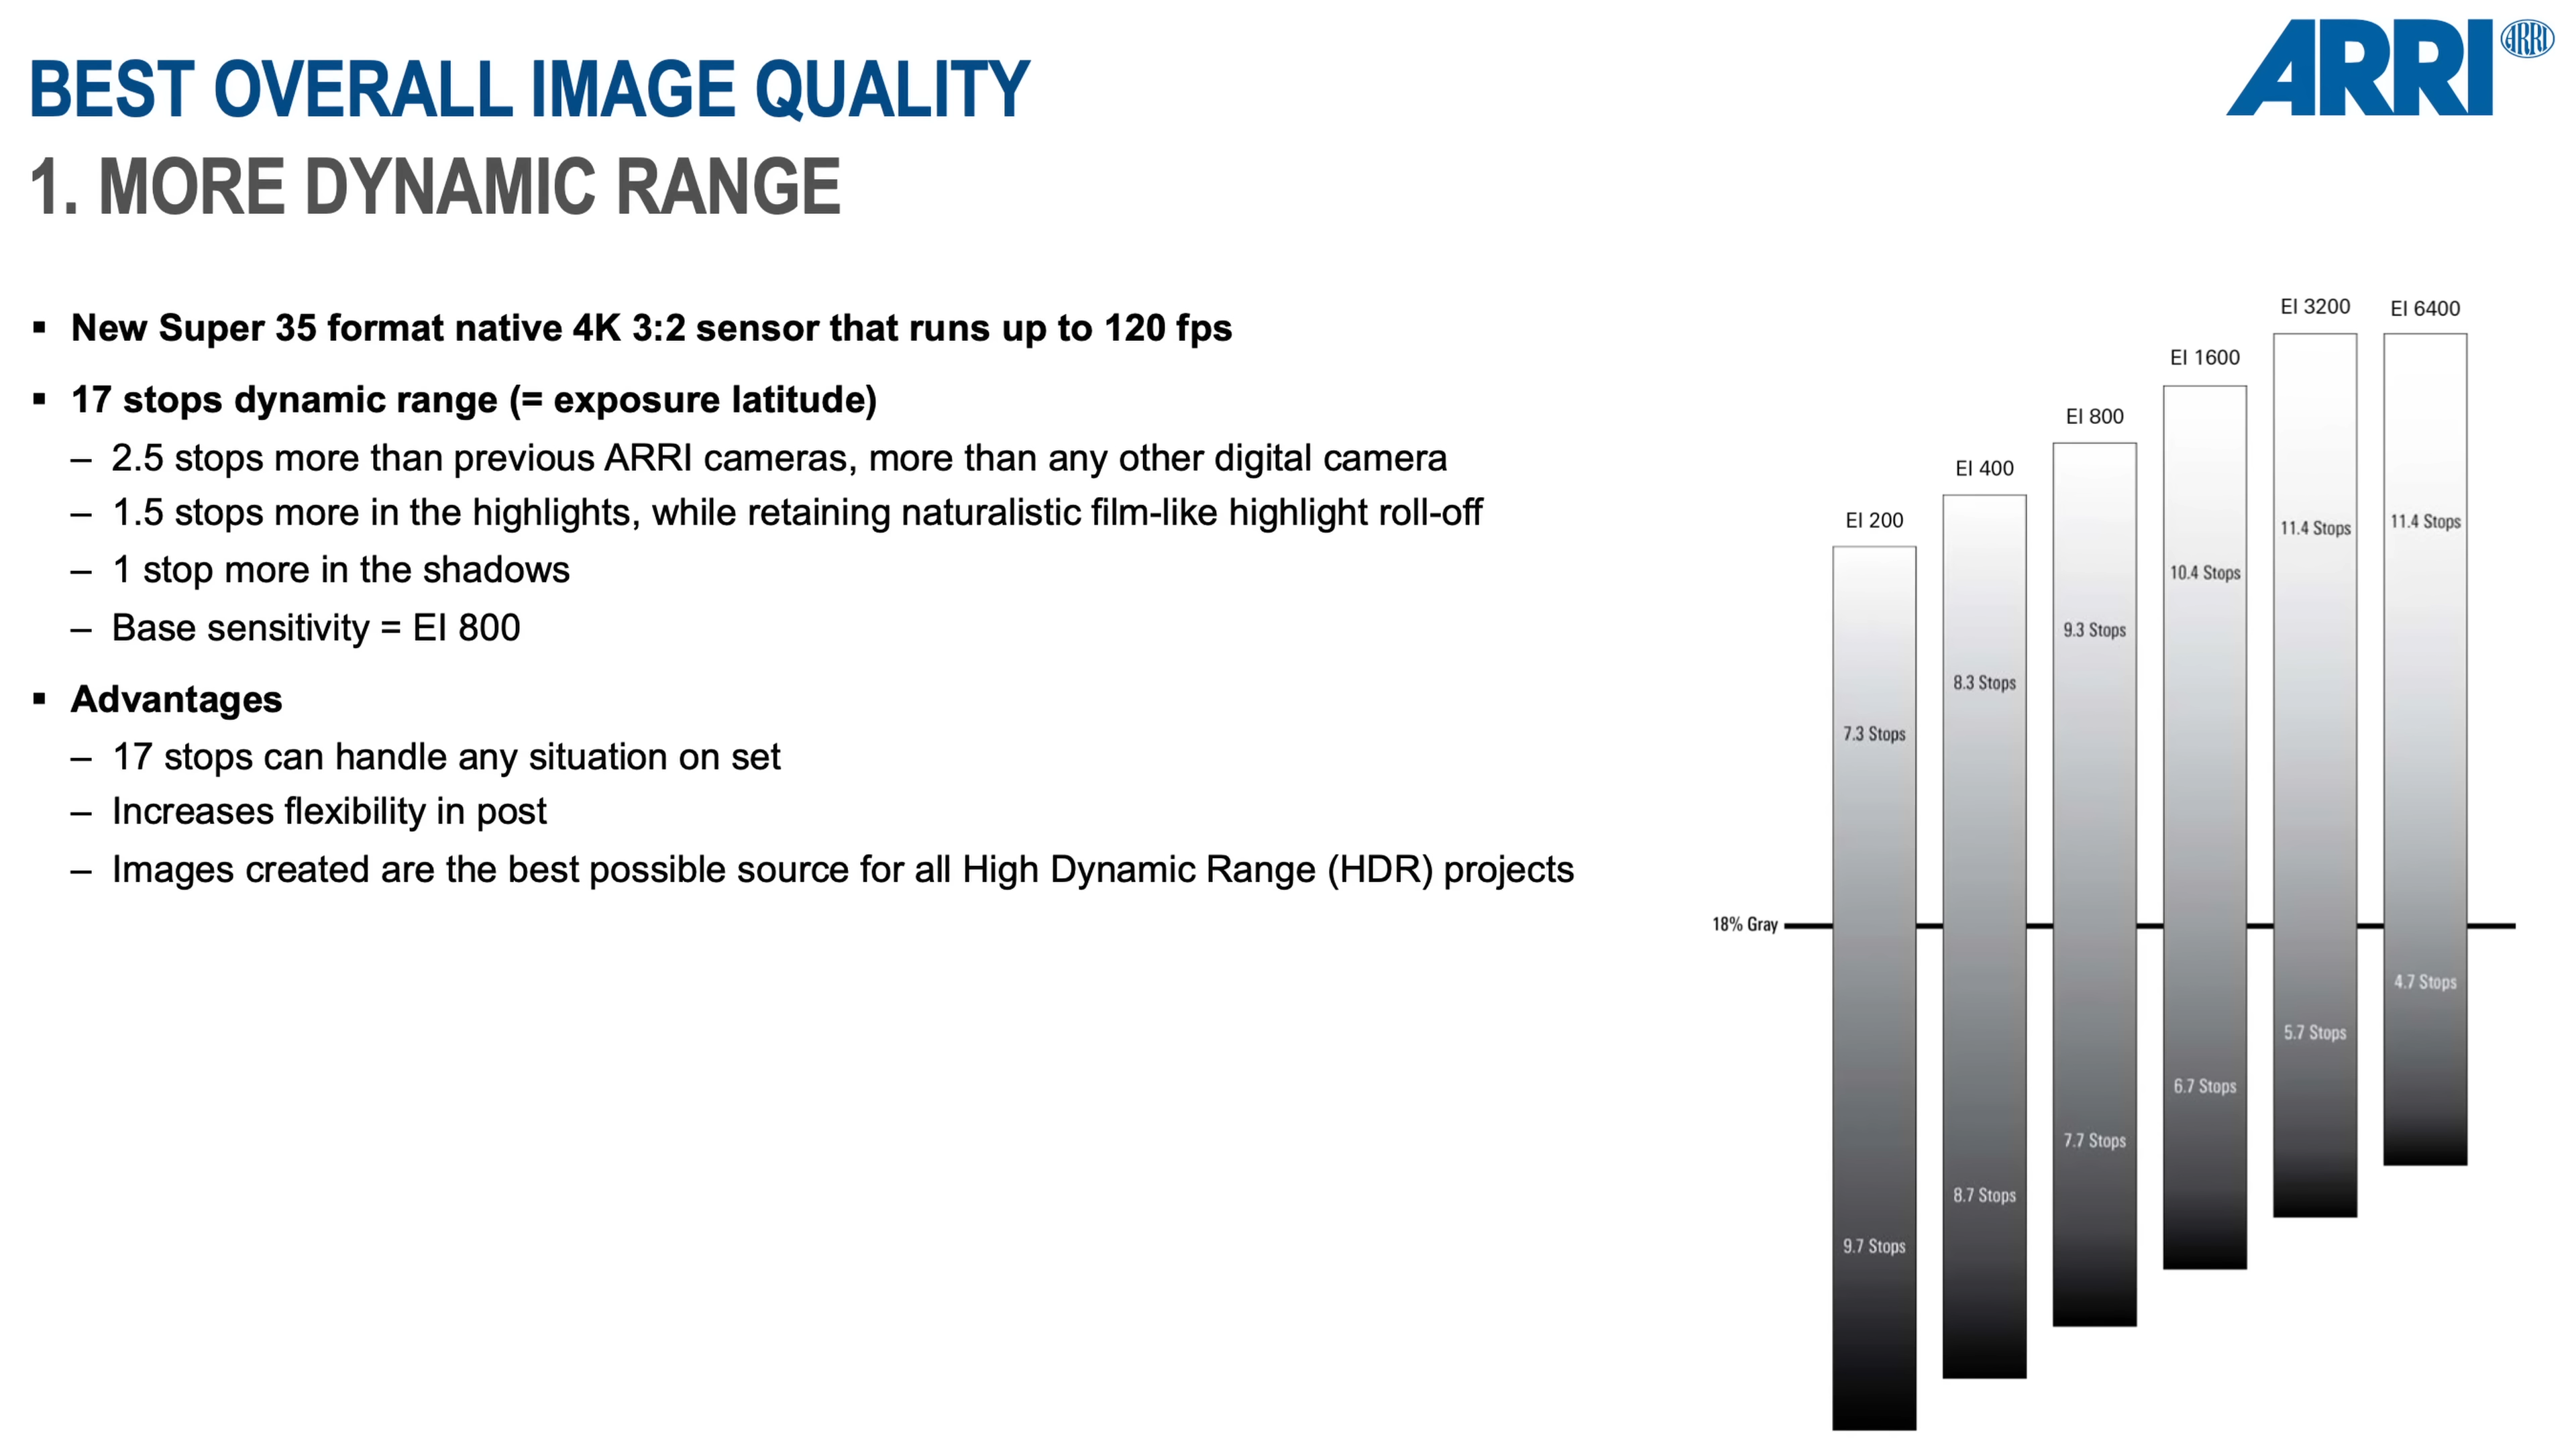 ARRI
ARRI
BEST OVERALL IMAGE QUALITY
1. MORE DYNAMIC RANGE
▪ New Super 35 format native 4K 3:2 sensor that runs up to 120 fps
▪ 17 stops dynamic range (= exposure latitude)
– 2.5 stops more than previous ARRI cameras, more than any other digital camera
– 1.5 stops more in the highlights, while retaining naturalistic film-like highlight roll-off
– 1 stop more in the shadows
– Base sensitivity = EI 800
▪ Advantages
– 17 stops can handle any situation on set
– Increases flexibility in post
– Images created are the best possible source for all High Dynamic Range (HDR) projects
EI 200
7.3 Stops
9.7 Stops
EI 400
8.3 Stops
8.7 Stops
EI 800
9.3 Stops
7.7 Stops
EI 1600
10.4 Stops
6.7 Stops
EI 3200
11.4 Stops
5.7 Stops
EI 6400
11.4 Stops
4.7 Stops
18% Gray